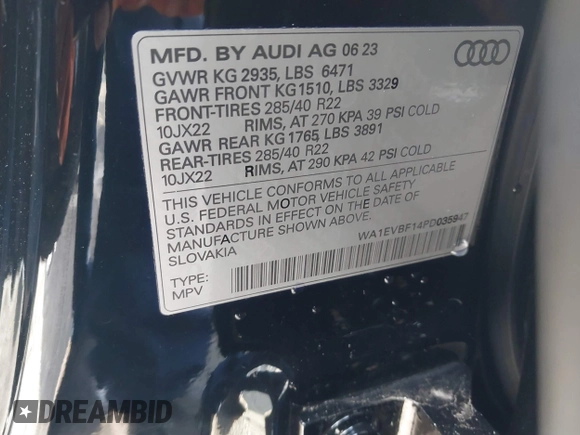 MFD. BY AUDI AG 06 23
GVWR KG 2935, LBS 6471
GAWR FRONT KG1510, LBS 3329
FRONT-TIRES 285/40 R22
10JX22 RIMS, AT 270 KPA 39 PSI COLD
GAWR REAR KG 1765, LBS 3891
REAR-TIRES 285/40 R22
10JX22 RIMS, AT 290 KPA 42 PSI COLD
THIS VEHICLE CONFORMS TO ALL APPLICABLE
U.S. FEDERAL MOTOR VEHICLE SAFETY
STANDARDS IN EFFECT ON THE DATE OF
MANUFACTURE SHOWN ABOVE.
SLOVAKIA
WA1EVBF14PD035947
TYPE:
MPV
DREAMBID